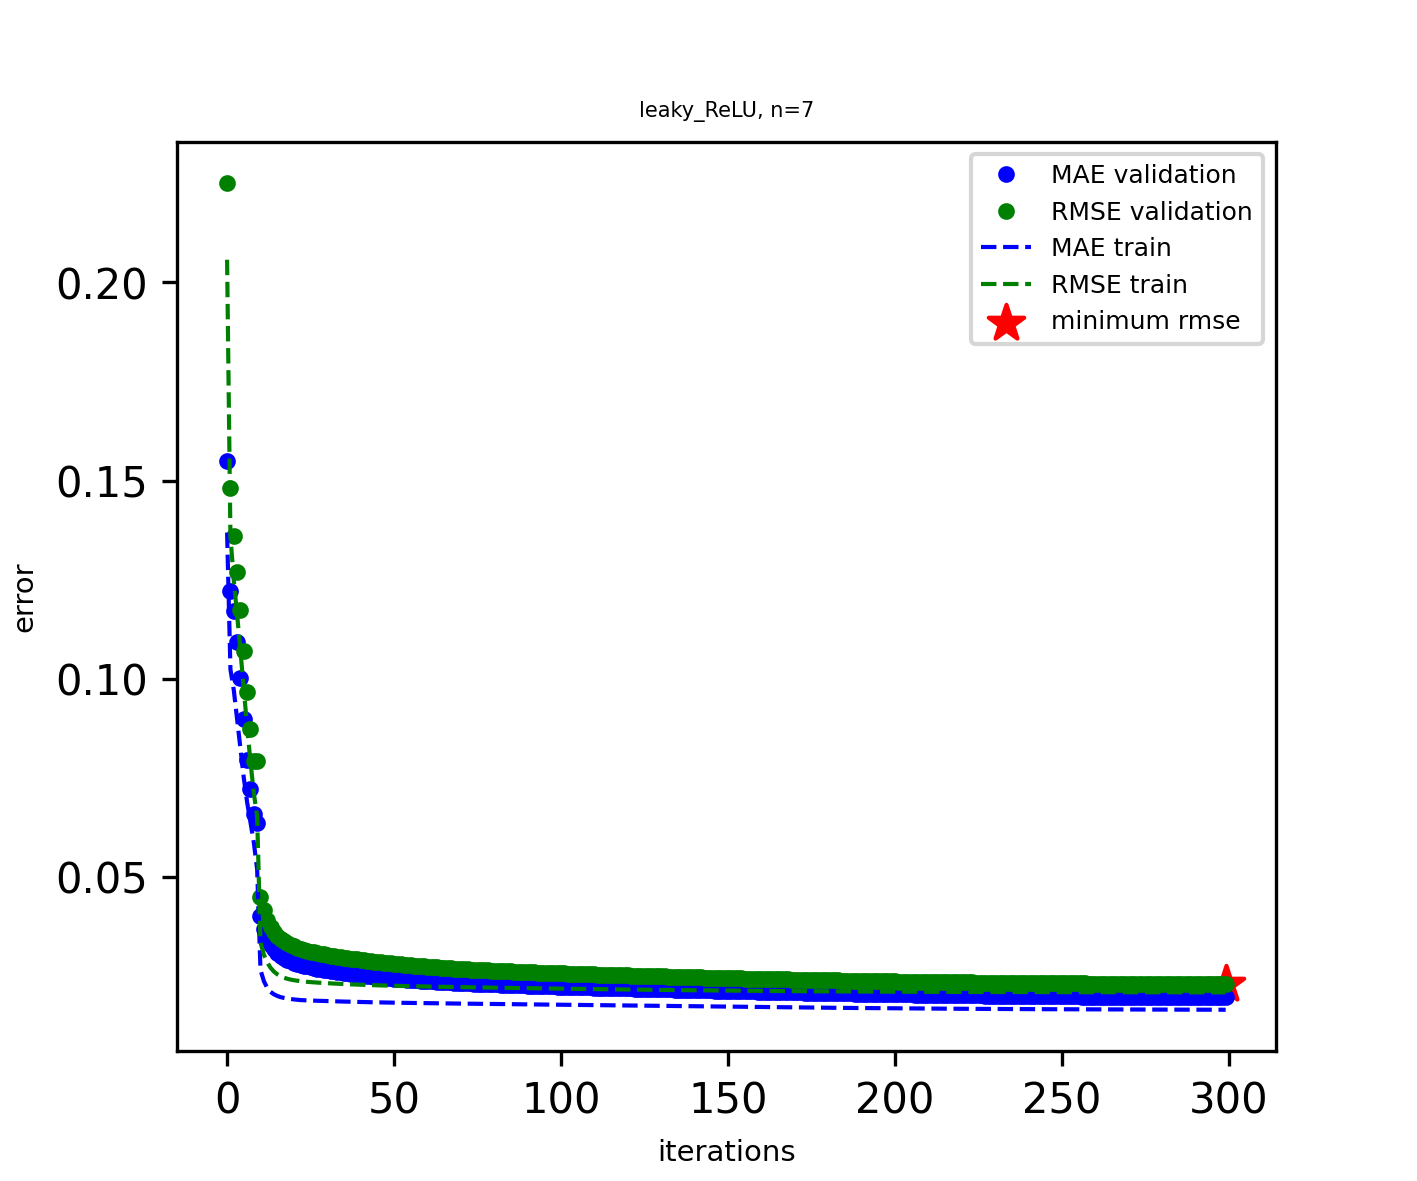 leaky_ReLU, n=7
MAE validation
RMSE validation
MAE train
RMSE train
minimum rmse
error
0.20
0.15
0.10
0.05
0 50 100 150 200 250 300
iterations